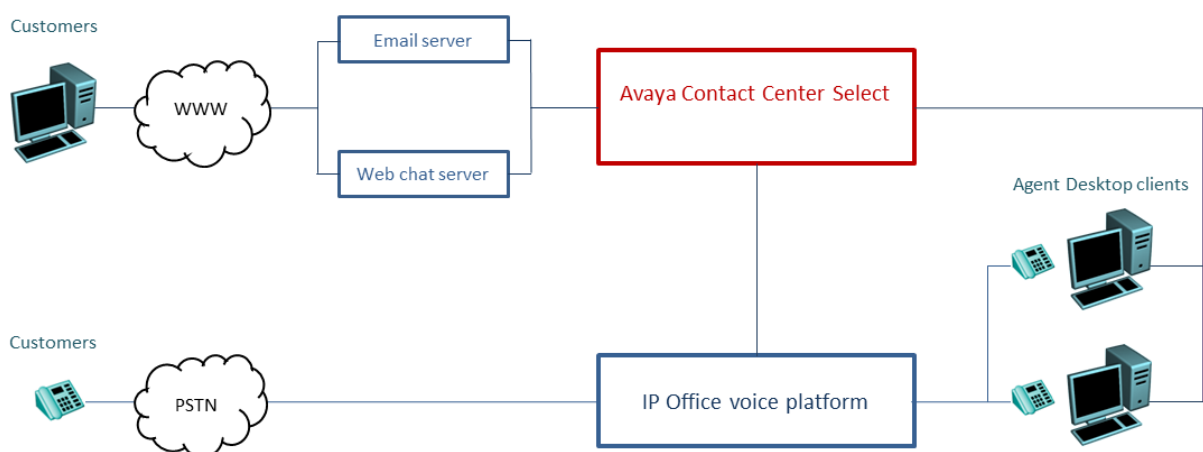 Customers
Email server
WWW
Avaya Contact Center Select
Web chat server
Agent Desktop clients
Customers
PSTN
IP Office voice platform